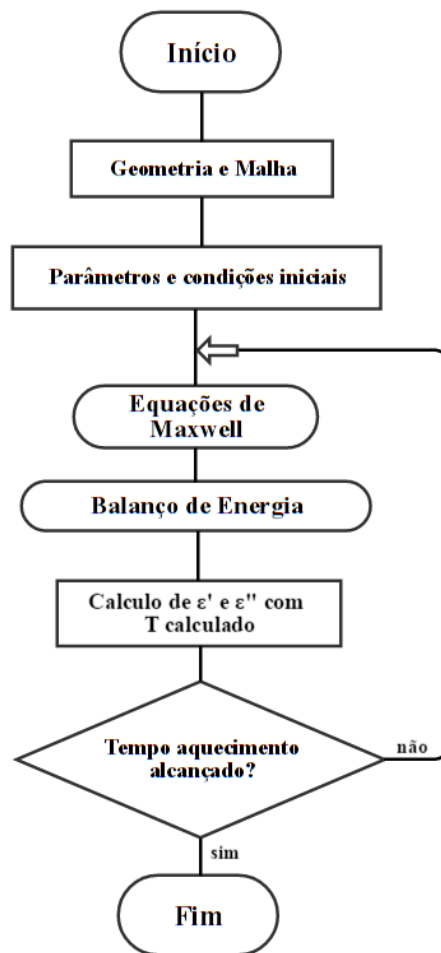 Início
Geometria e Malha
Parâmetros e condições iniciais
Equações de
Maxwell
Balanço de Energia
Calculo de ε' e ε" com
T calculado
Tempo aquecimento
alcançado?
não
sim
Fim